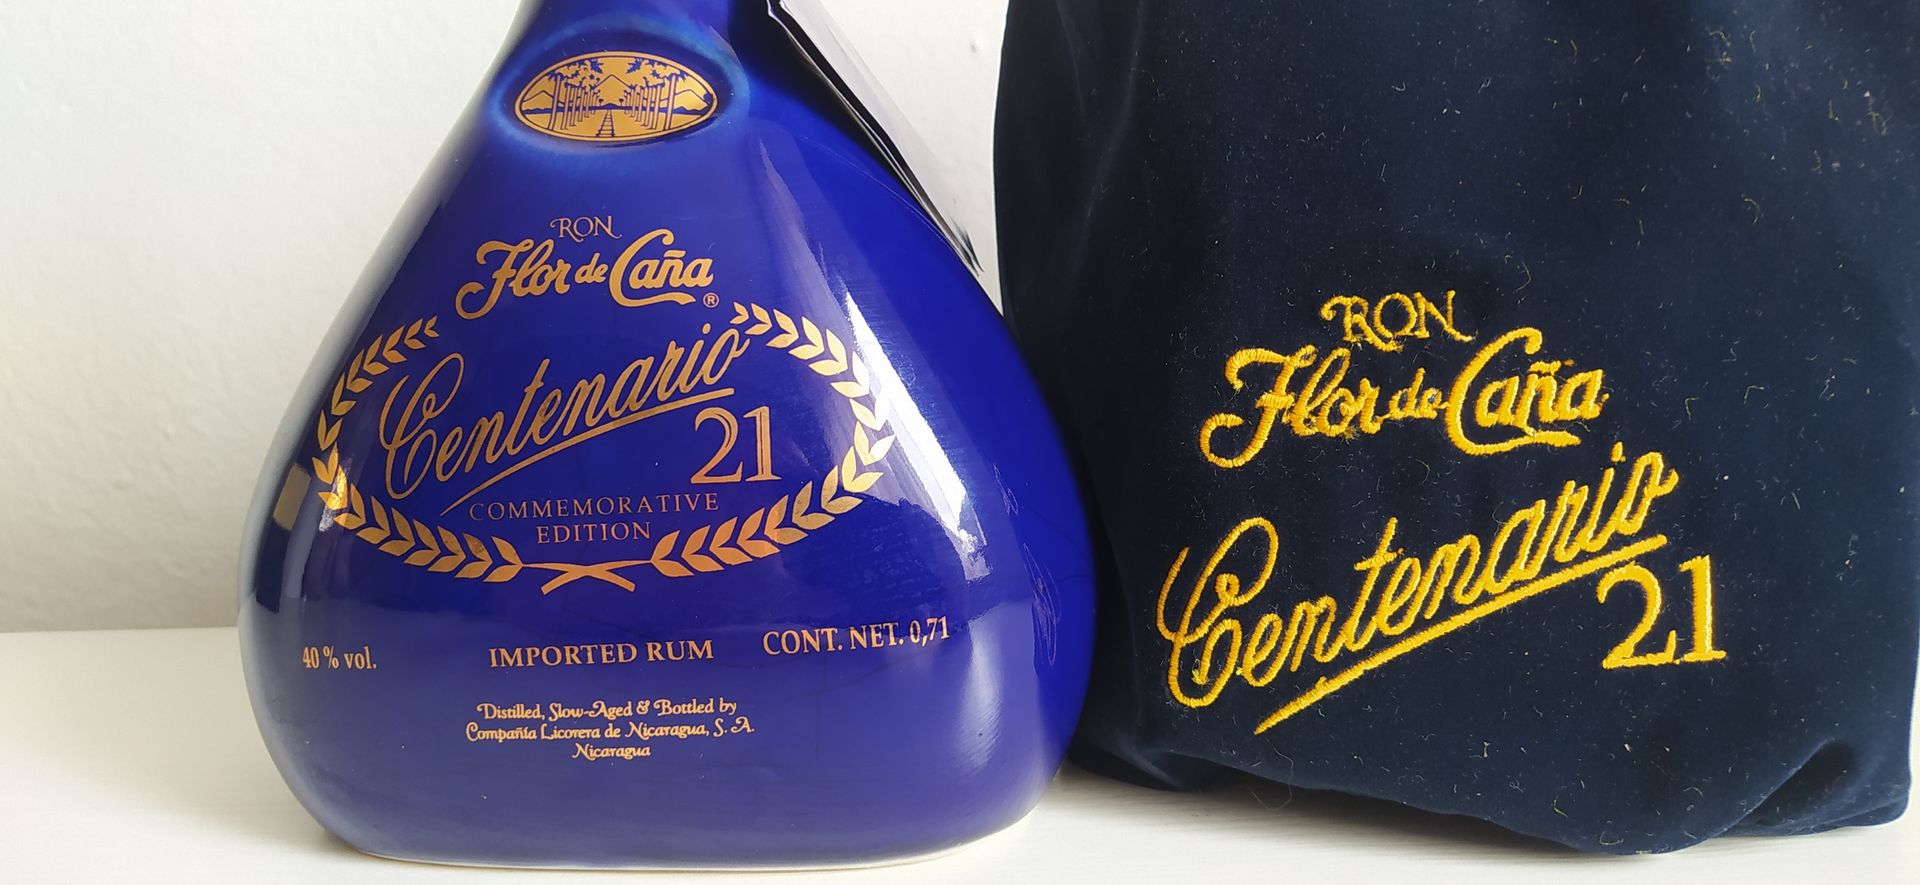 RON
Flor de Caña®
Centenario
21
COMMEMORATIVE
EDITION
40 % vol.
IMPORTED RUM
CONT. NET. 0,7l
Distilled, Slow-Aged & Bottled by
Compañía Licorera de Nicaragua, S. A.
Nicaragua
RON
Flor de Caña
Centenario
21